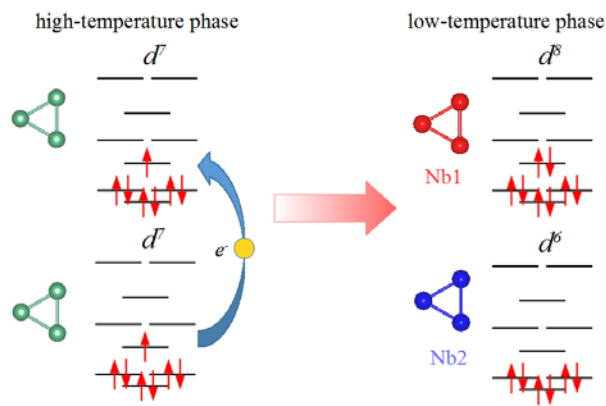 high-temperature phase
low-temperature phase
d7
d8
Nb1
d7
e-
d6
Nb2